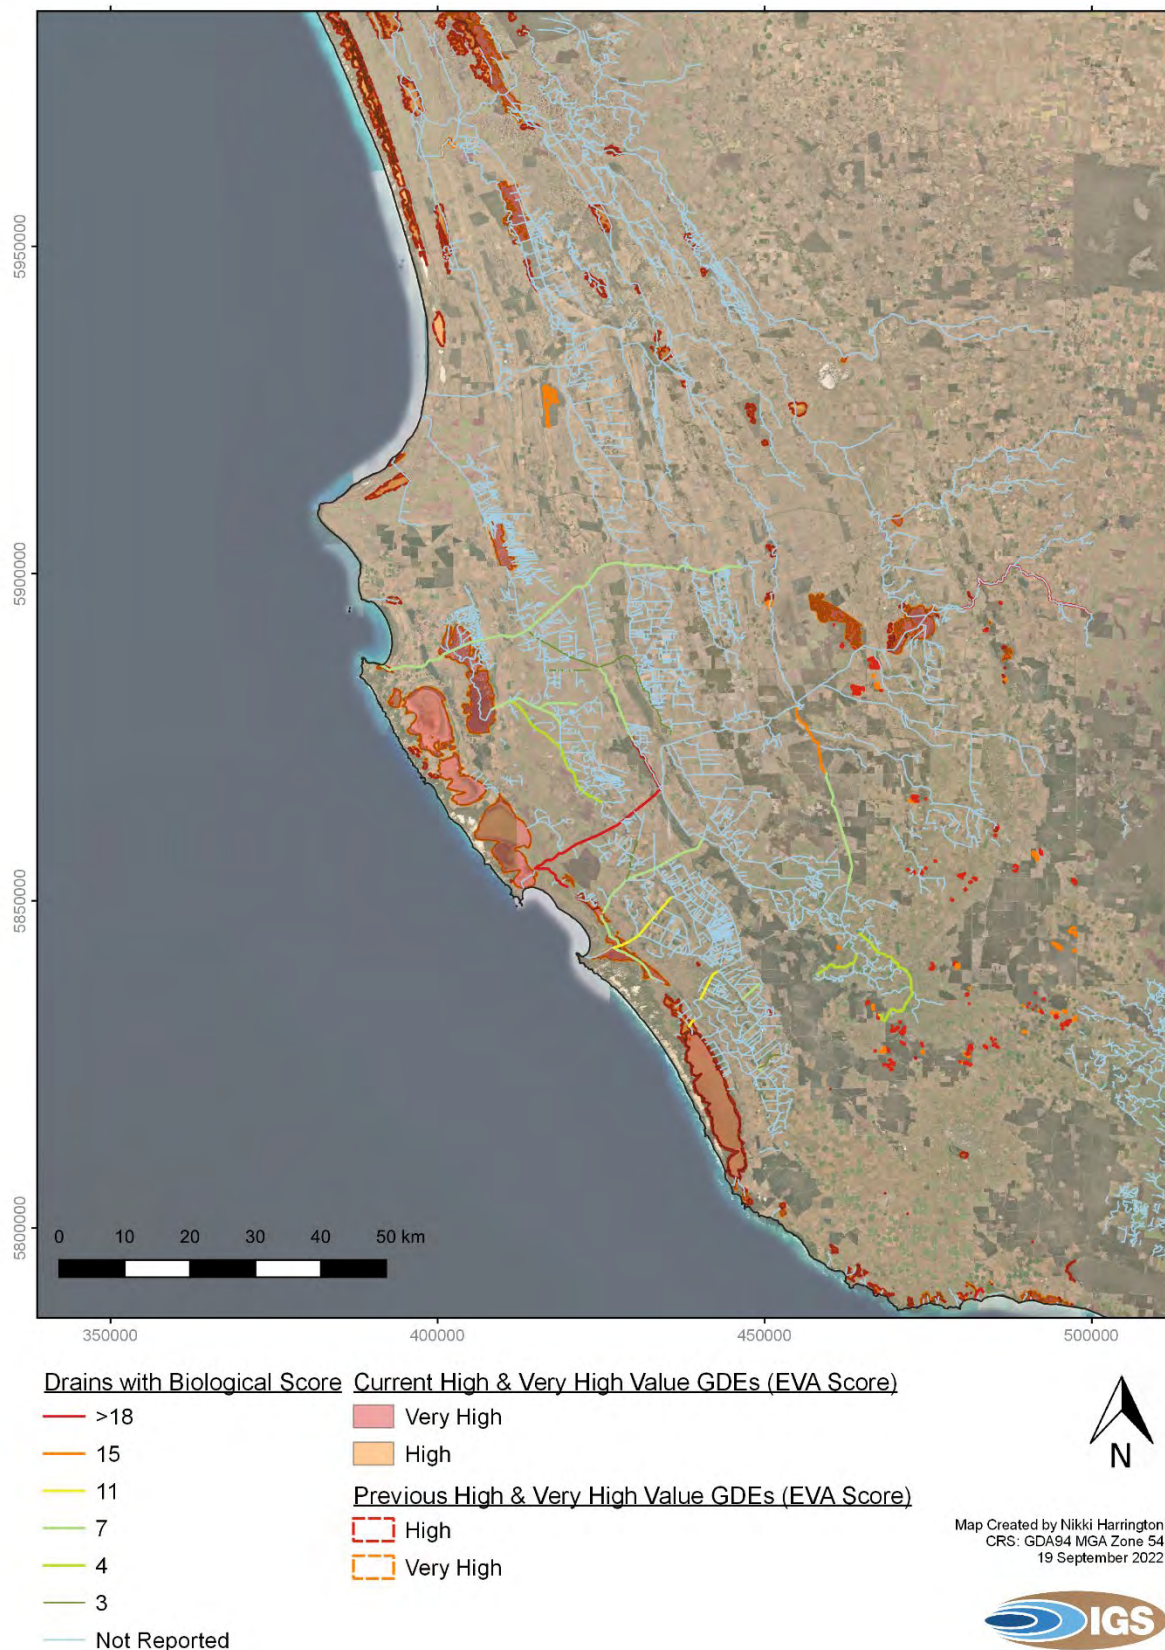 5950000
5900000
5850000
5800000
0 10 20 30 40 50 km
350000 400000 450000 500000
Drains with Biological Score
>18
15
11
7
4
3
Not Reported
Current High & Very High Value GDEs (EVA Score)
Very High
High
Previous High & Very High Value GDEs (EVA Score)
High
Very High
N
Map Created by Nikki Harrington
CRS: GDA94 MGA Zone 54
19 September 2022
IGS